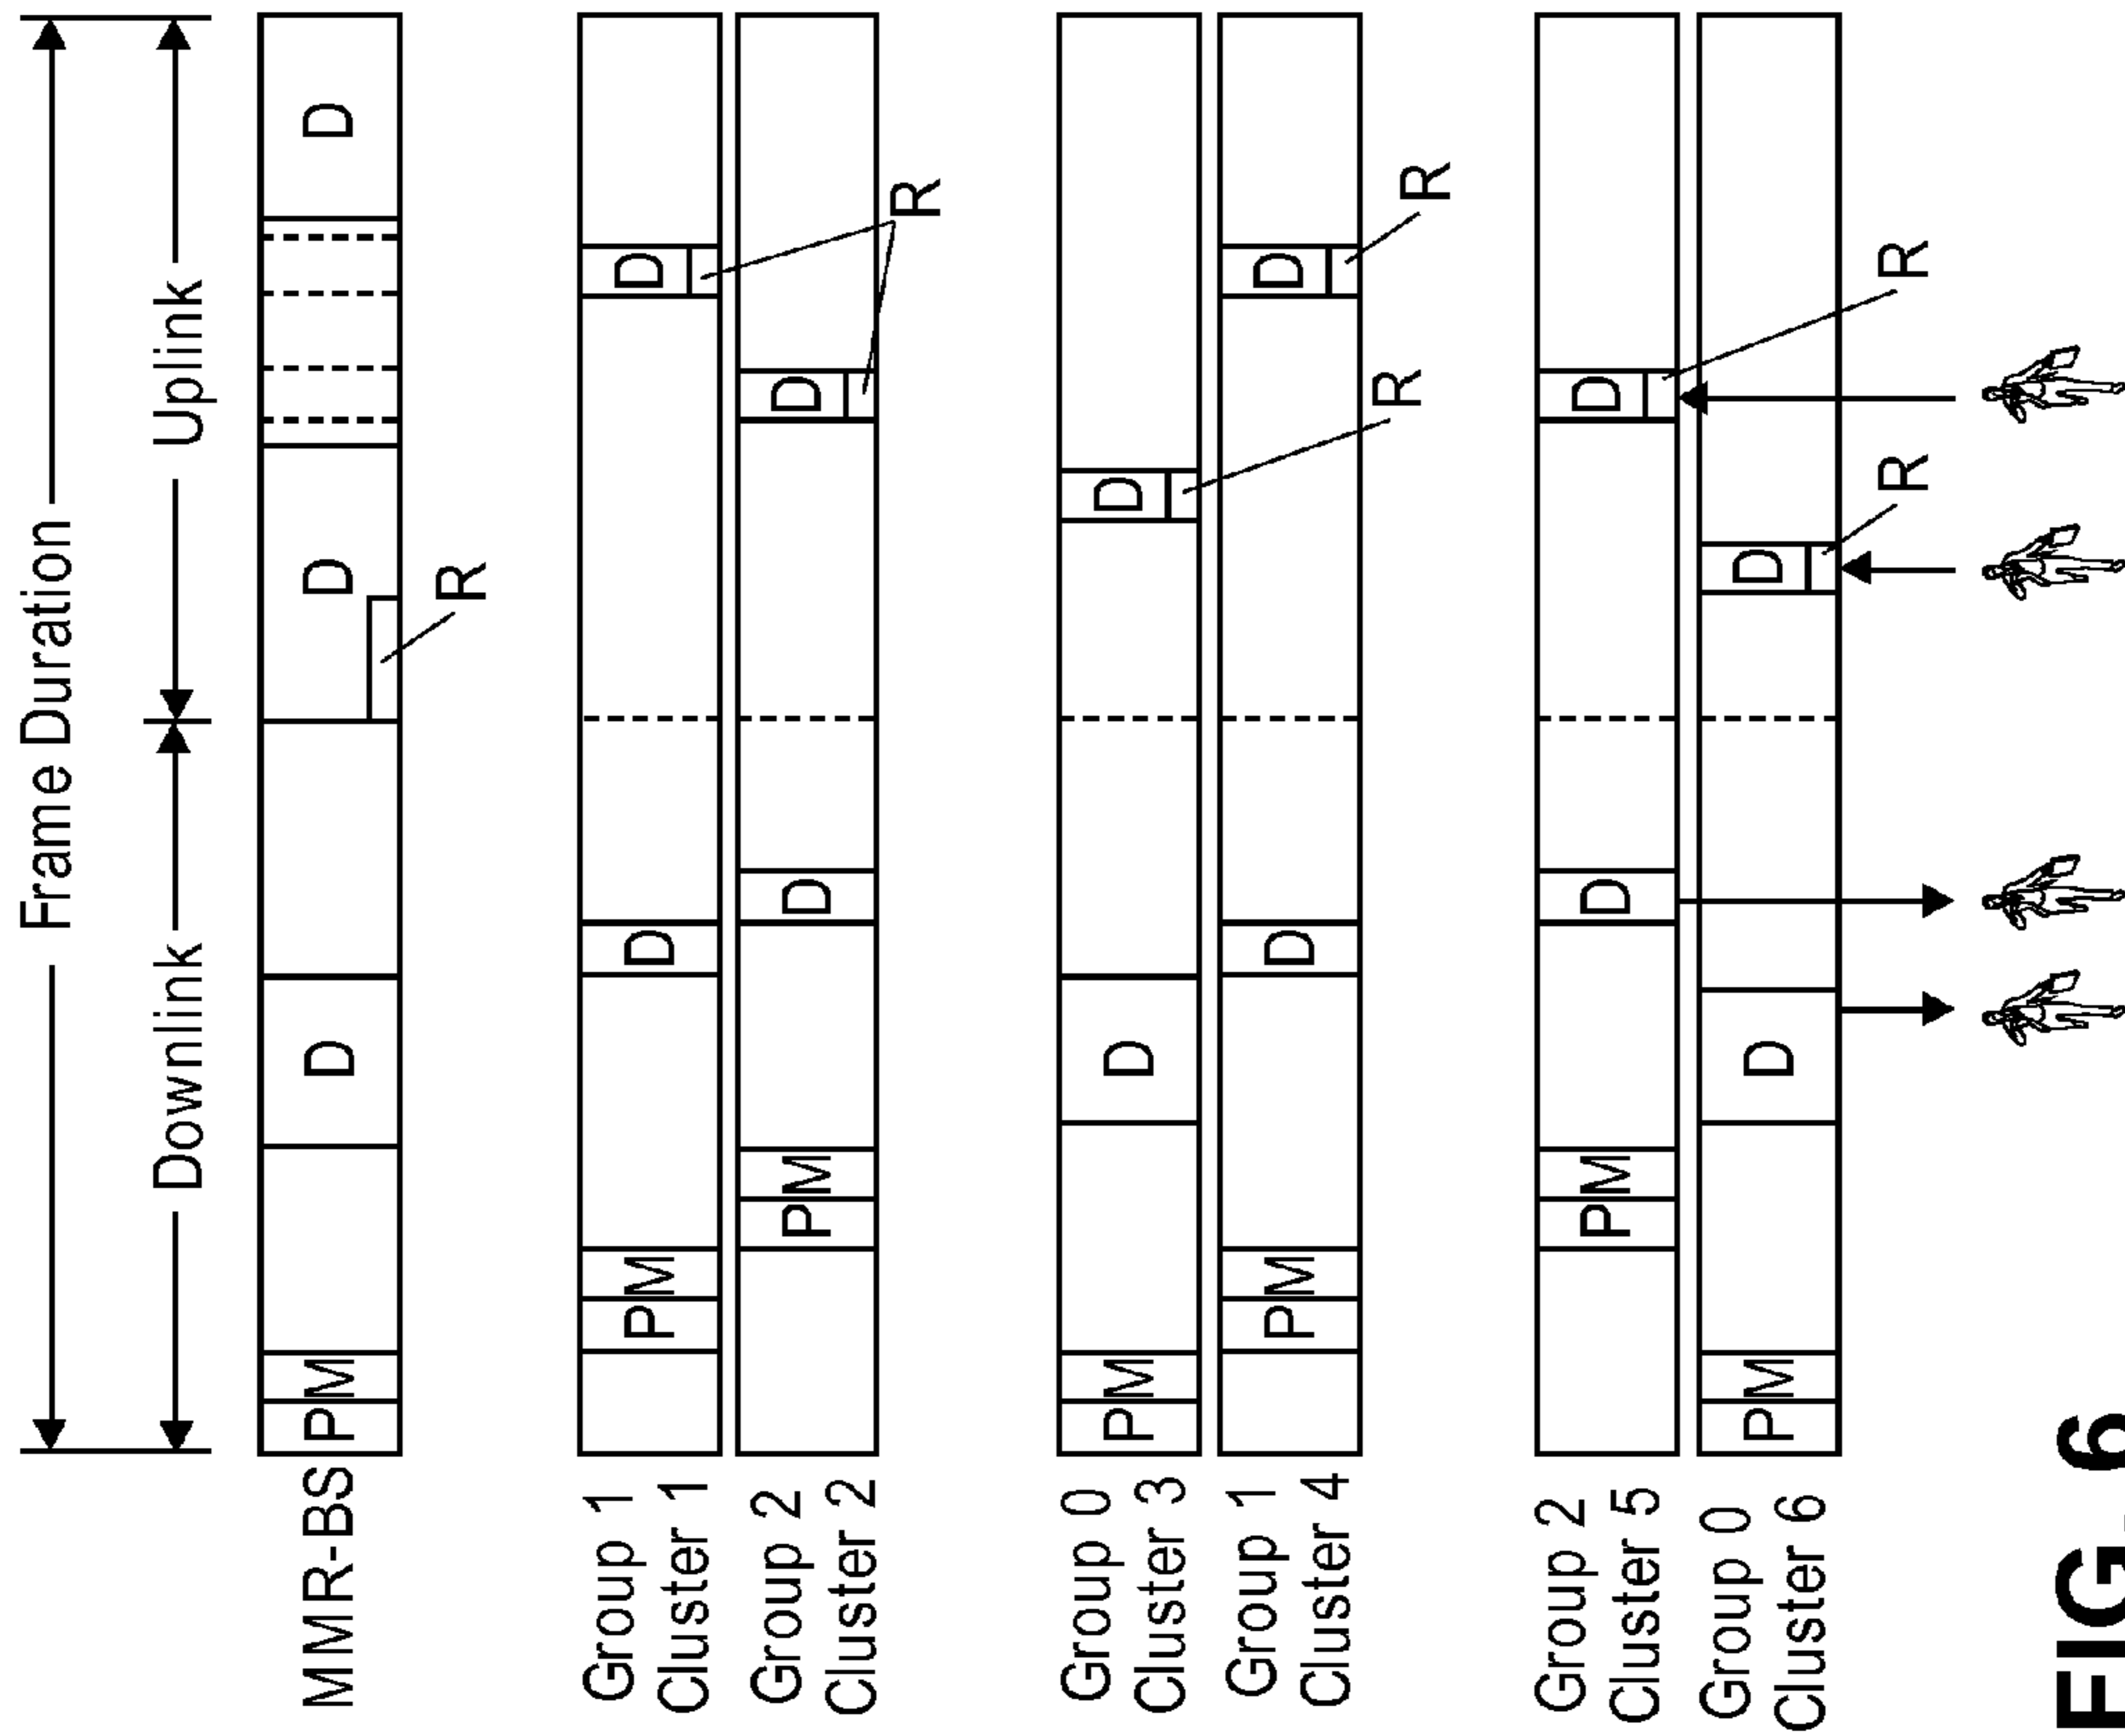 Frame Duration
Downlink
Uplink
MMR-BS
P M D D D
R
Group 1
Cluster 1
P M D D
Group 2
Cluster 2
P M D D
R
Group 0
Cluster 3
P M D D
R
Group 1
Cluster 4
P M D D
R
Group 2
Cluster 5
P M D D
R
Group 0
Cluster 6
P M D D
R
FIG. 6